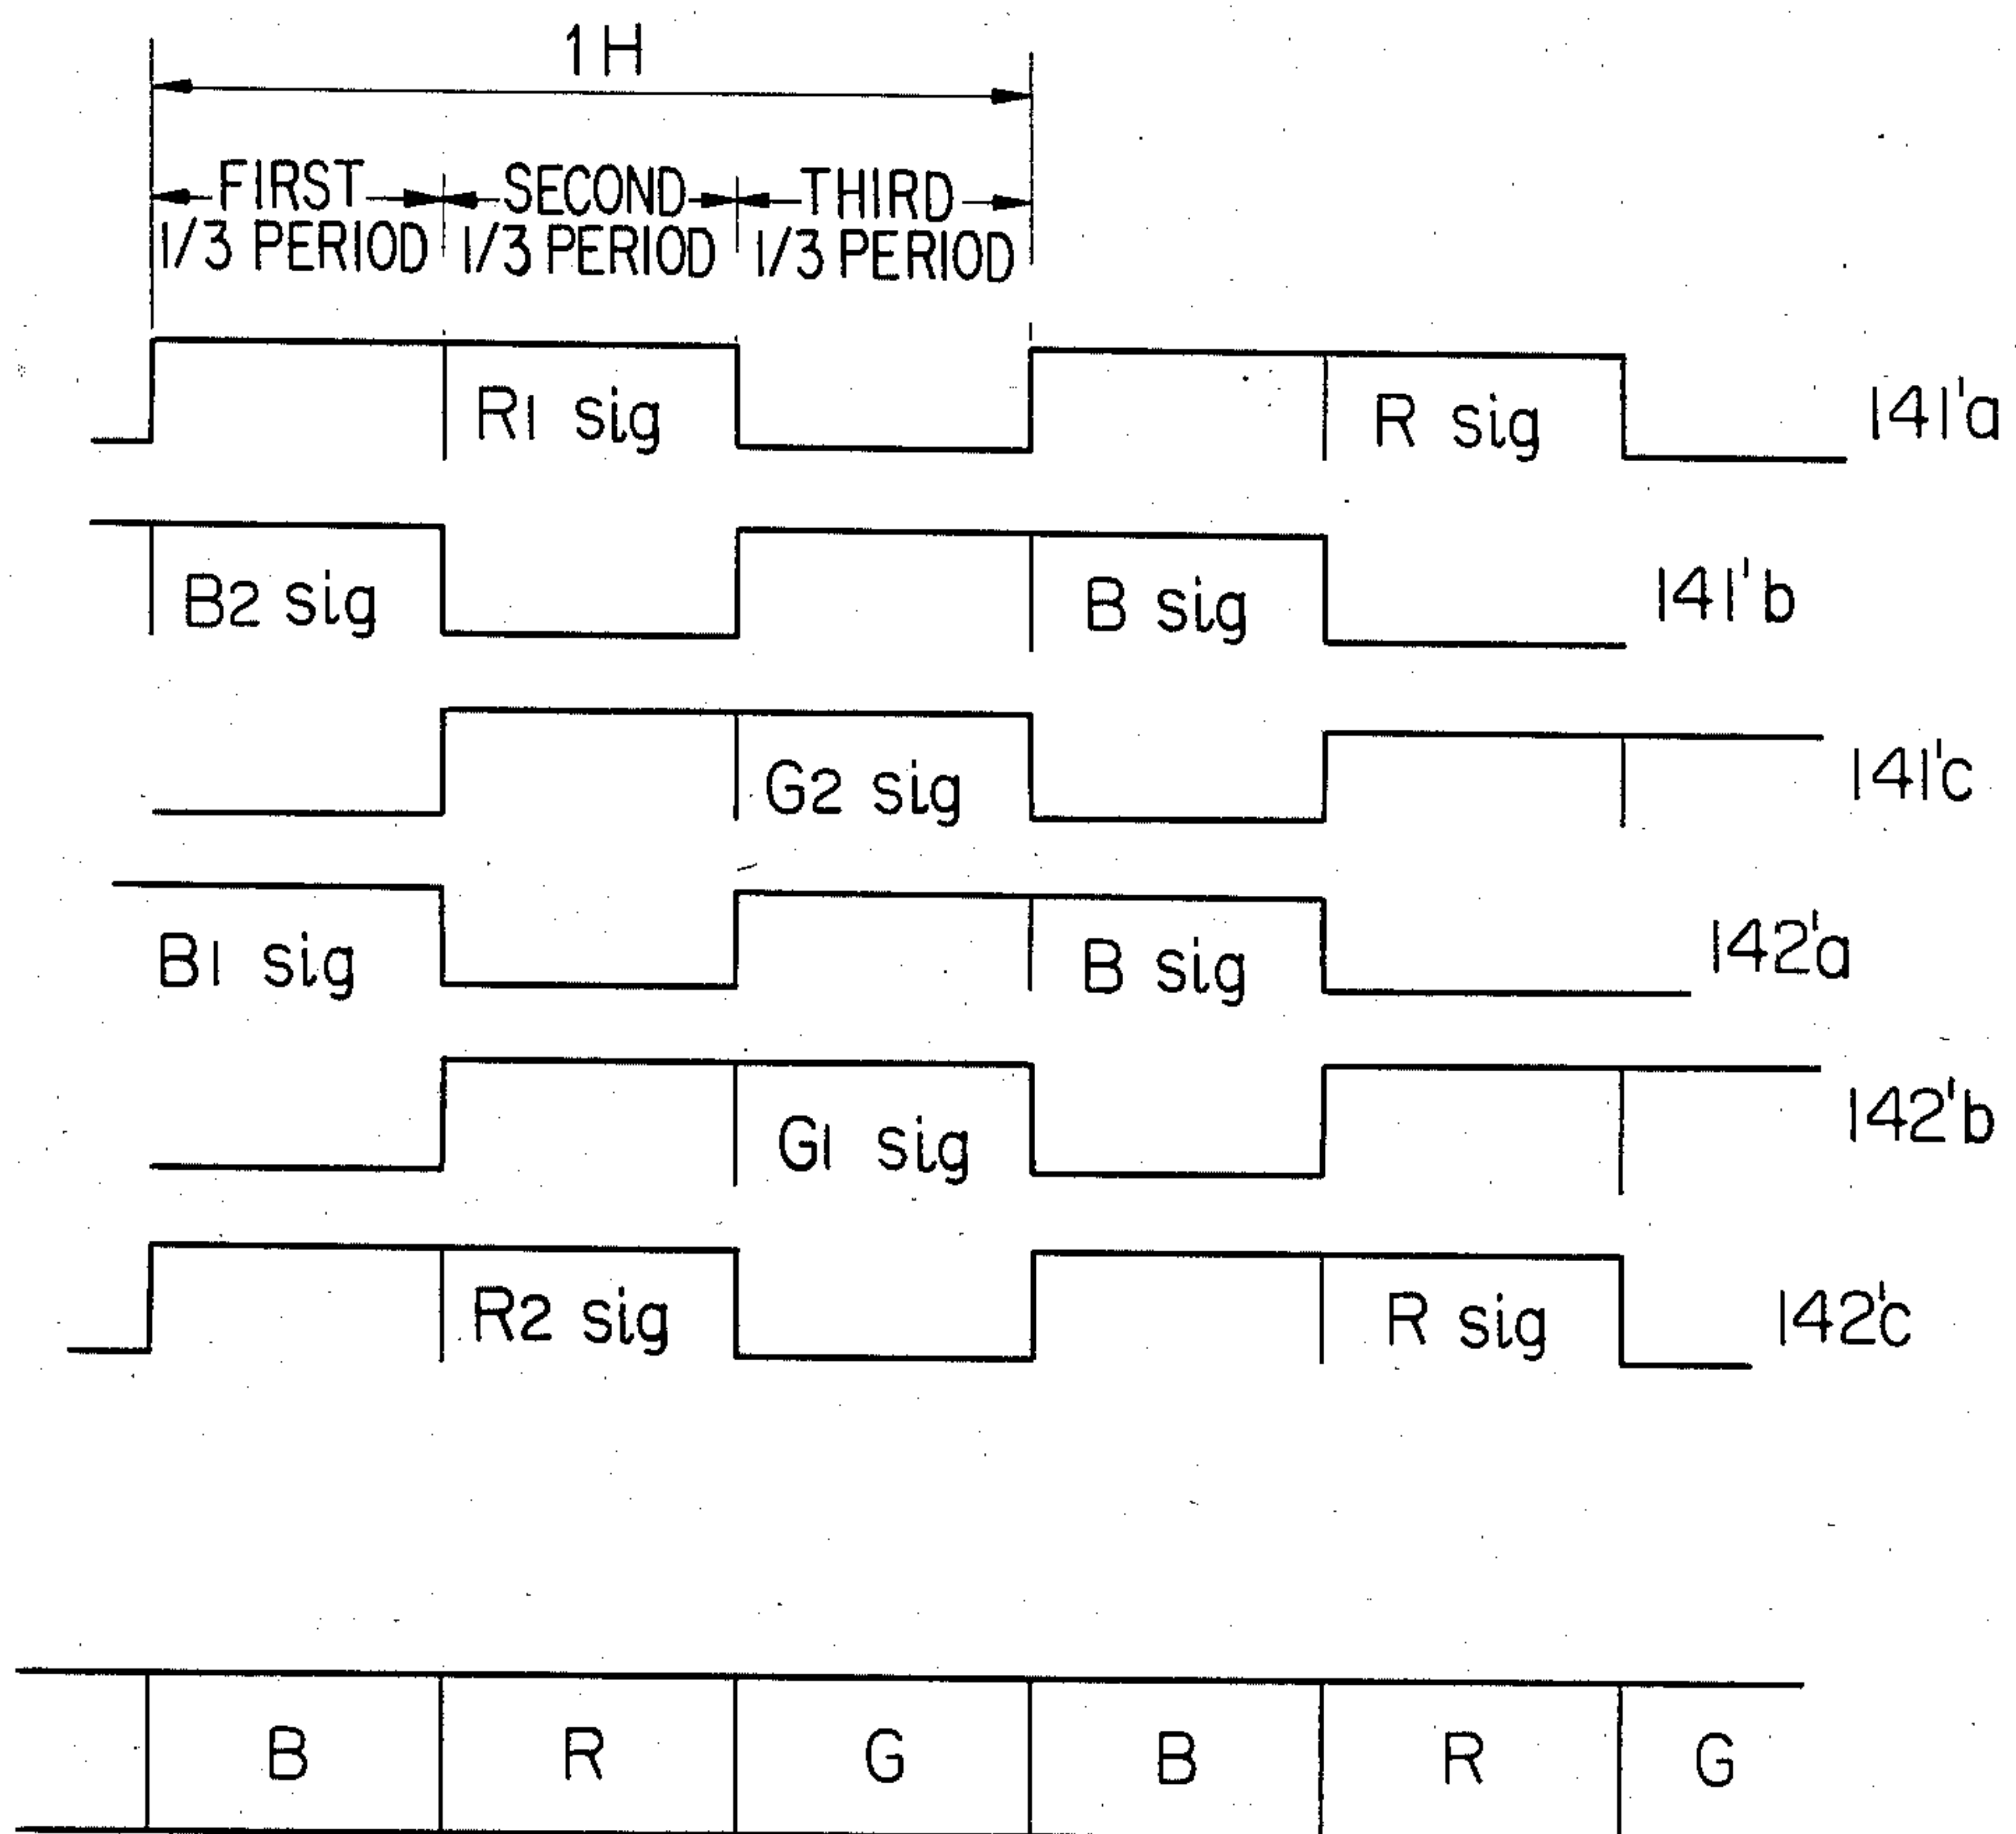 1H
FIRST SECOND THIRD
1/3 PERIOD 1/3 PERIOD 1/3 PERIOD
R1 sig R sig 141'a
B2 sig B sig 141'b
G2 sig 141'c
B1 sig B sig 142'a
G1 sig 142'b
R2 sig R sig 142'c
B R G B R G